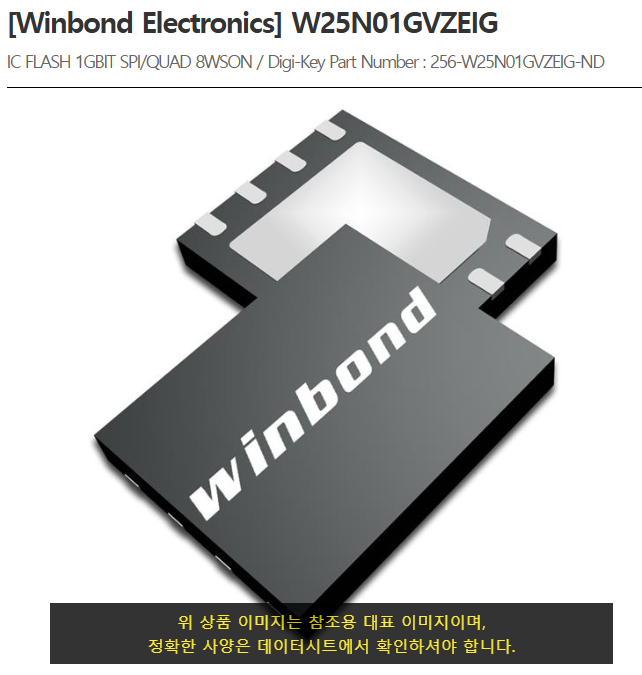 [Winbond Electronics] W25N01GVZEIG
IC FLASH 1GBIT SPI/QUAD 8WSON / Digi-Key Part Number : 256-W25N01GVZEIG-ND
winbond
위 상품 이미지는 참조용 대표 이미지이며,
정확한 사양은 데이터시트에서 확인하셔야 합니다.